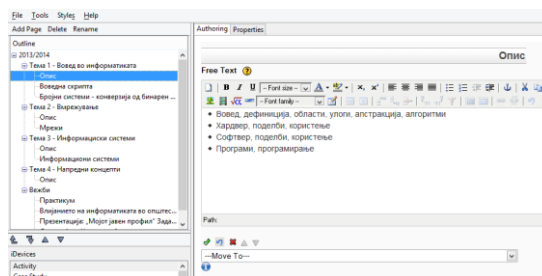 File Tools Styles Help
Add Page Delete Rename
Outline
2013/2014
Тема 1 - Вовед во информатиката
Опис
Воведна скрипта
Бројни системи - конверзија од бинарен ...
Тема 2 - Вмрежување
Опис
Мрежи
Тема 3 - Информациски системи
Опис
Информациони системи
Тема 4 - Напредни концепти
Опис
Вежби
Практикум
Влијанието на информатиката во општес...
Презентација: „Мојот јавен профил" Зада...
iDevices
Activity
Case Study
Authoring Properties
Опис
Free Text
B I U - Font size -
- Font family -
Вовед, дефиниција, области, улоги, апстракција, алгоритми
Хардвер, поделби, користење
Софтвер, поделби, користење
Програми, програмирање
Path:
---Move To---